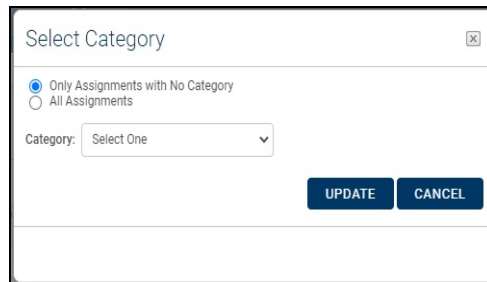 Select Category
Only Assignments with No Category
All Assignments
Category: Select One
UPDATE CANCEL